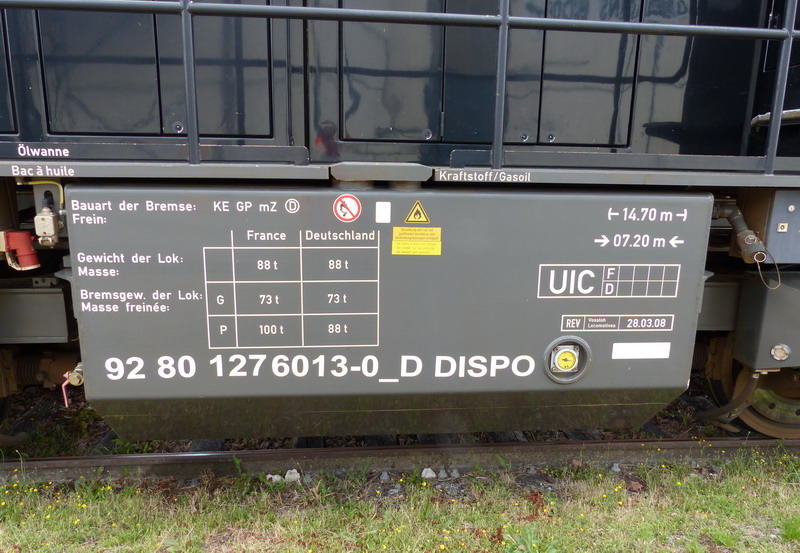 Ölwanne
Bac à huile
Kraftstoff/Gasoil
Bauart der Bremse: KE GP mZ D
Frein:
14.70 m
07.20 m
France Deutschland
Gewicht der Lok: 88 t 88 t
Masse:
Bremsgew. der Lok: G 73 t 73 t
Masse freinée:
P 100 t 88 t
UIC F
D
REV Vossloh Locomotives 28.03.08
92 80 1276013-0_D DISPO